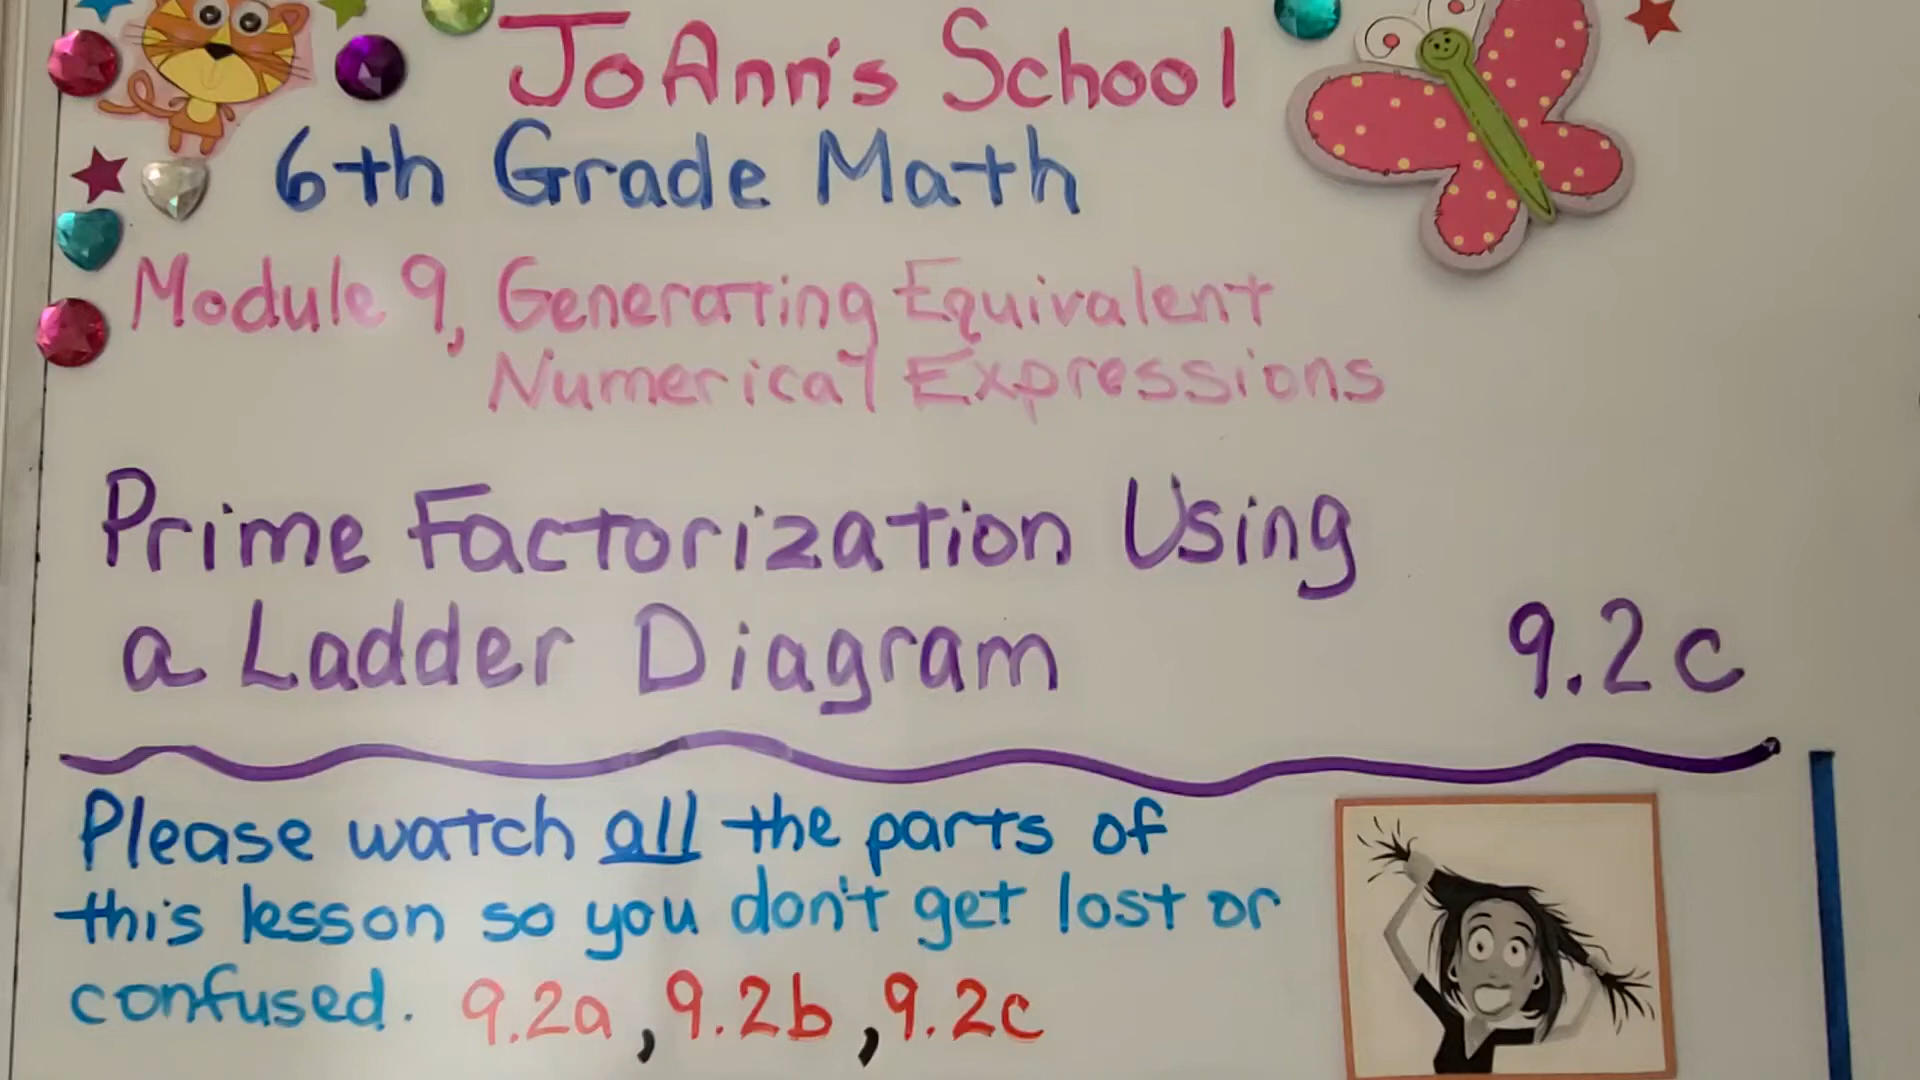 JoAnn's School
6th Grade Math
Module 9, Generating Equivalent
Numerical Expressions
Prime Factorization Using
a Ladder Diagram
9.2c
Please watch all the parts of
this lesson so you don't get lost or
confused. 9.2a, 9.2b, 9.2c